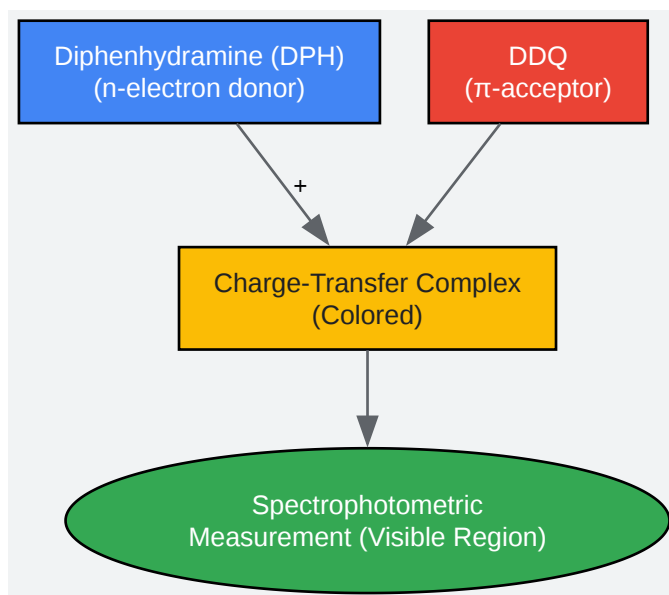 Diphenhydramine (DPH)
(n-electron donor)
DDQ
(π-acceptor)
+
Charge-Transfer Complex
(Colored)
Spectrophotometric
Measurement (Visible Region)